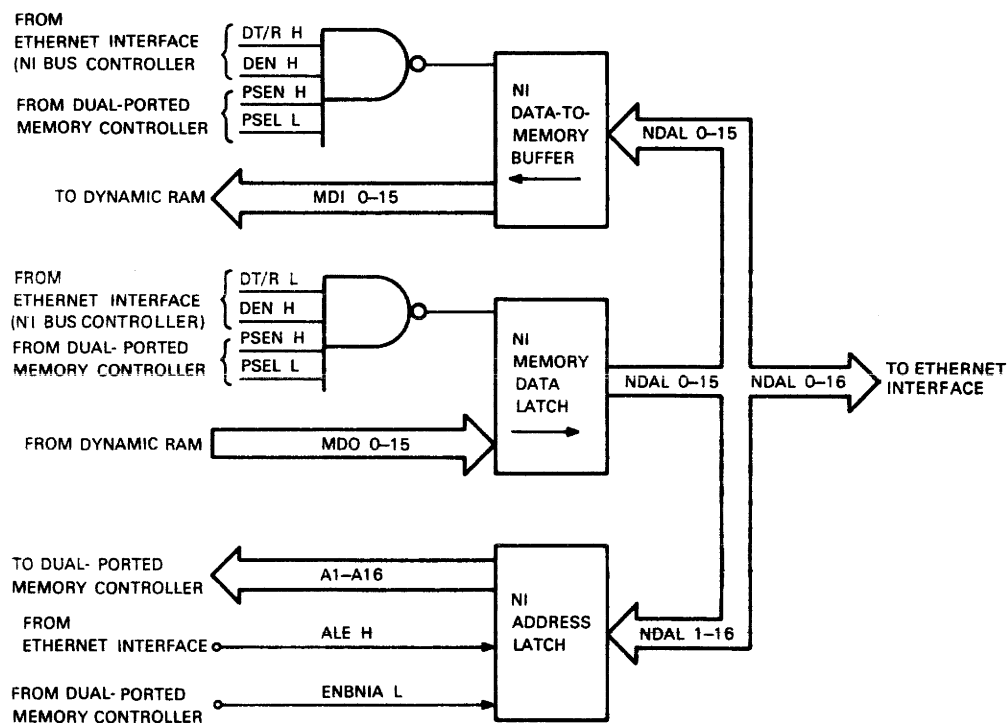 FROM
ETHERNET INTERFACE
(NI BUS CONTROLLER
DT/R H
DEN H
FROM DUAL-PORTED
MEMORY CONTROLLER
PSEN H
PSEL L
NI
DATA-TO-
MEMORY
BUFFER
NDAL 0–15
TO DYNAMIC RAM
MDI 0–15
FROM
ETHERNET INTERFACE
(NI BUS CONTROLLER)
DT/R L
DEN H
FROM DUAL- PORTED
MEMORY CONTROLLER
PSEN H
PSEL L
NI
MEMORY
DATA
LATCH
NDAL 0–15
NDAL 0–16
TO ETHERNET
INTERFACE
FROM DYNAMIC RAM
MDO 0–15
TO DUAL- PORTED
MEMORY CONTROLLER
A1–A16
NI
ADDRESS
LATCH
NDAL 1–16
FROM
ETHERNET INTERFACE
ALE H
FROM DUAL-PORTED
MEMORY CONTROLLER
ENBNIA L